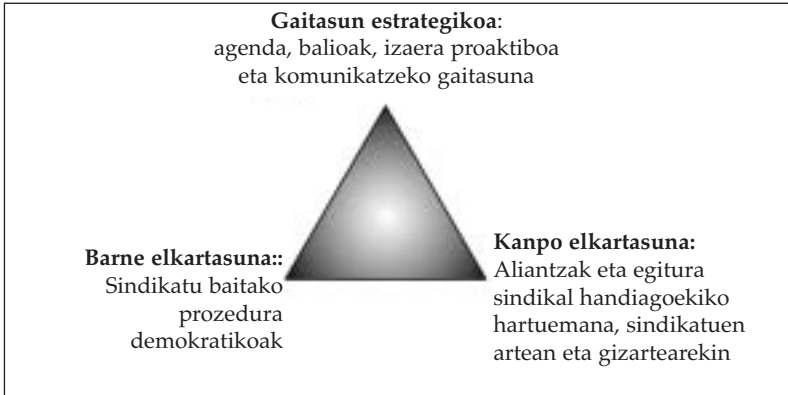 Gaitasun estrategikoa:
agenda, balioak, izaera proaktiboa
eta komunikatzeko gaitasuna
Barne elkartasuna::
Sindikatu baitako
prozedura
demokratikoak
Kanpo elkartasuna:
Aliantzak eta egitura
sindikal handiagoekiko
hartuemana, sindikatuen
artean eta gizartearekin